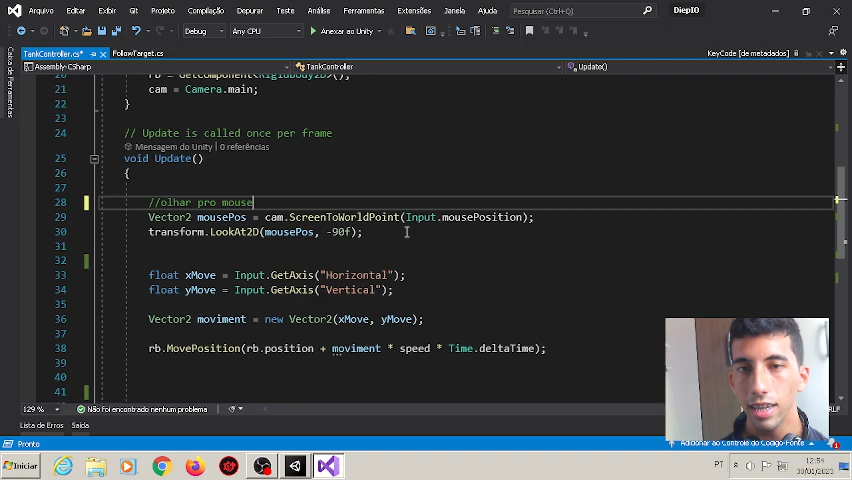 Arquivo Editar Exibir Git Projeto Compilação Depurar Teste Análise Ferramentas Extensões Janela Ajuda Pesquisar (Ctrl+Q) DiepIO
Debug Any CPU Anexar ao Unity
TankController.cs* FollowTarget.cs KeyCode [de metadados]
Assembly-CSharp TankController Update()
Caixa de Ferramentas
20 rb = GetComponent<Rigidbody2D>();
21 cam = Camera.main;
22 }
23
24 // Update is called once per frame
Mensagem do Unity | 0 referências
25 void Update()
26 {
27
28 //olhar pro mouse
29 Vector2 mousePos = cam.ScreenToWorldPoint(Input.mousePosition);
30 transform.LookAt2D(mousePos, -90f);
31
32
33 float xMove = Input.GetAxis("Horizontal");
34 float yMove = Input.GetAxis("Vertical");
35
36 Vector2 moviment = new Vector2(xMove, yMove);
37
38 rb.MovePosition(rb.position + moviment * speed * Time.deltaTime);
39
40
41
129 % Não foi encontrado nenhum problema
Lista de Erros Saída
Pronto Adicionar ao Controle do Código-Fonte 1
Iniciar PT 12:54
30/01/2023